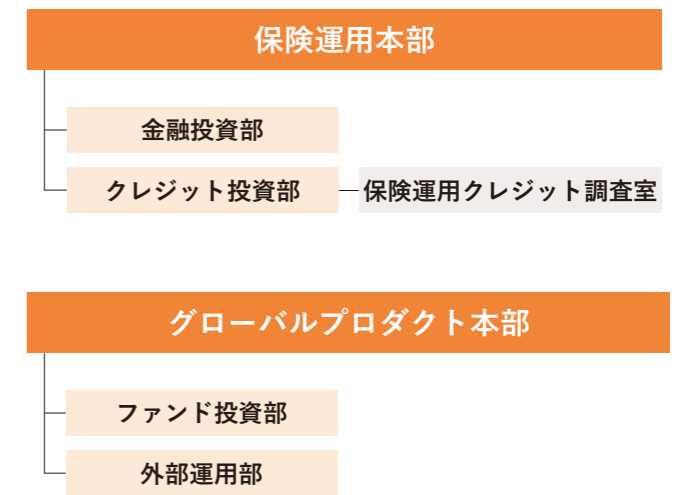 保険運用本部
金融投資部
クレジット投資部
保険運用クレジット調査室
グローバルプロダクト本部
ファンド投資部
外部運用部